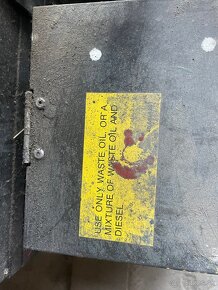 USE ONLY WASTE OIL, OR A
MIXTURE OF WASTE OIL AND
DIESEL